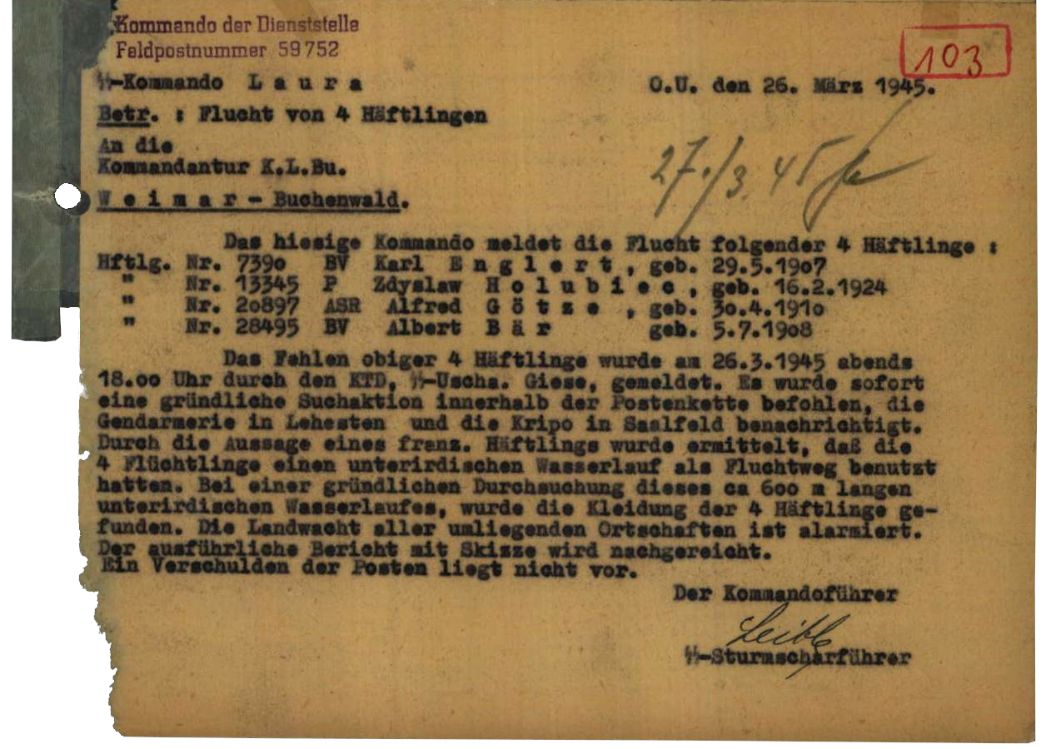 Kommando der Dienststelle
Feldpostnummer 59752
103
SS-Kommando L a u r a O.U. den 26. März 1945.
Betr. : Flucht von 4 Häftlingen
An die
Kommandantur K.L.Bu.
27./3. 45
W e i m a r - Buchenwald.
Das hiesige Kommando meldet die Flucht folgender 4 Häftlinge :
Hftlg. Nr. 7390 BV Karl E n g l e r t , geb. 29.5.1907
" Nr. 13345 P Zdyslaw H o l u b i e c , geb. 16.2.1924
" Nr. 20897 ASR Alfred G ö t z e , geb. 30.4.1910
" Nr. 28495 BV Albert B ä r geb. 5.7.1908
Das Fehlen obiger 4 Häftlinge wurde am 26.3.1945 abends
18.oo Uhr durch den KTD, SS-Uscha. Giese, gemeldet. Es wurde sofort
eine gründliche Suchaktion innerhalb der Postenkette befohlen, die
Gendarmerie in Lehesten und die Kripo in Saalfeld benachrichtigt.
Durch die Aussage eines franz. Häftlings wurde ermittelt, daß die
4 Flüchtlinge einen unterirdischen Wasserlauf als Fluchtweg benutzt
hatten. Bei einer gründlichen Durchsuchung dieses ca 600 m langen
unterirdischen Wasserlaufes, wurde die Kleidung der 4 Häftlinge ge-
funden. Die Landwacht aller umliegenden Ortschaften ist alarmiert.
Der ausführliche Bericht mit Skizze wird nachgereicht.
Ein Verschulden der Posten liegt nicht vor.
Der Kommandoführer
Leible
SS-Sturmscharführer